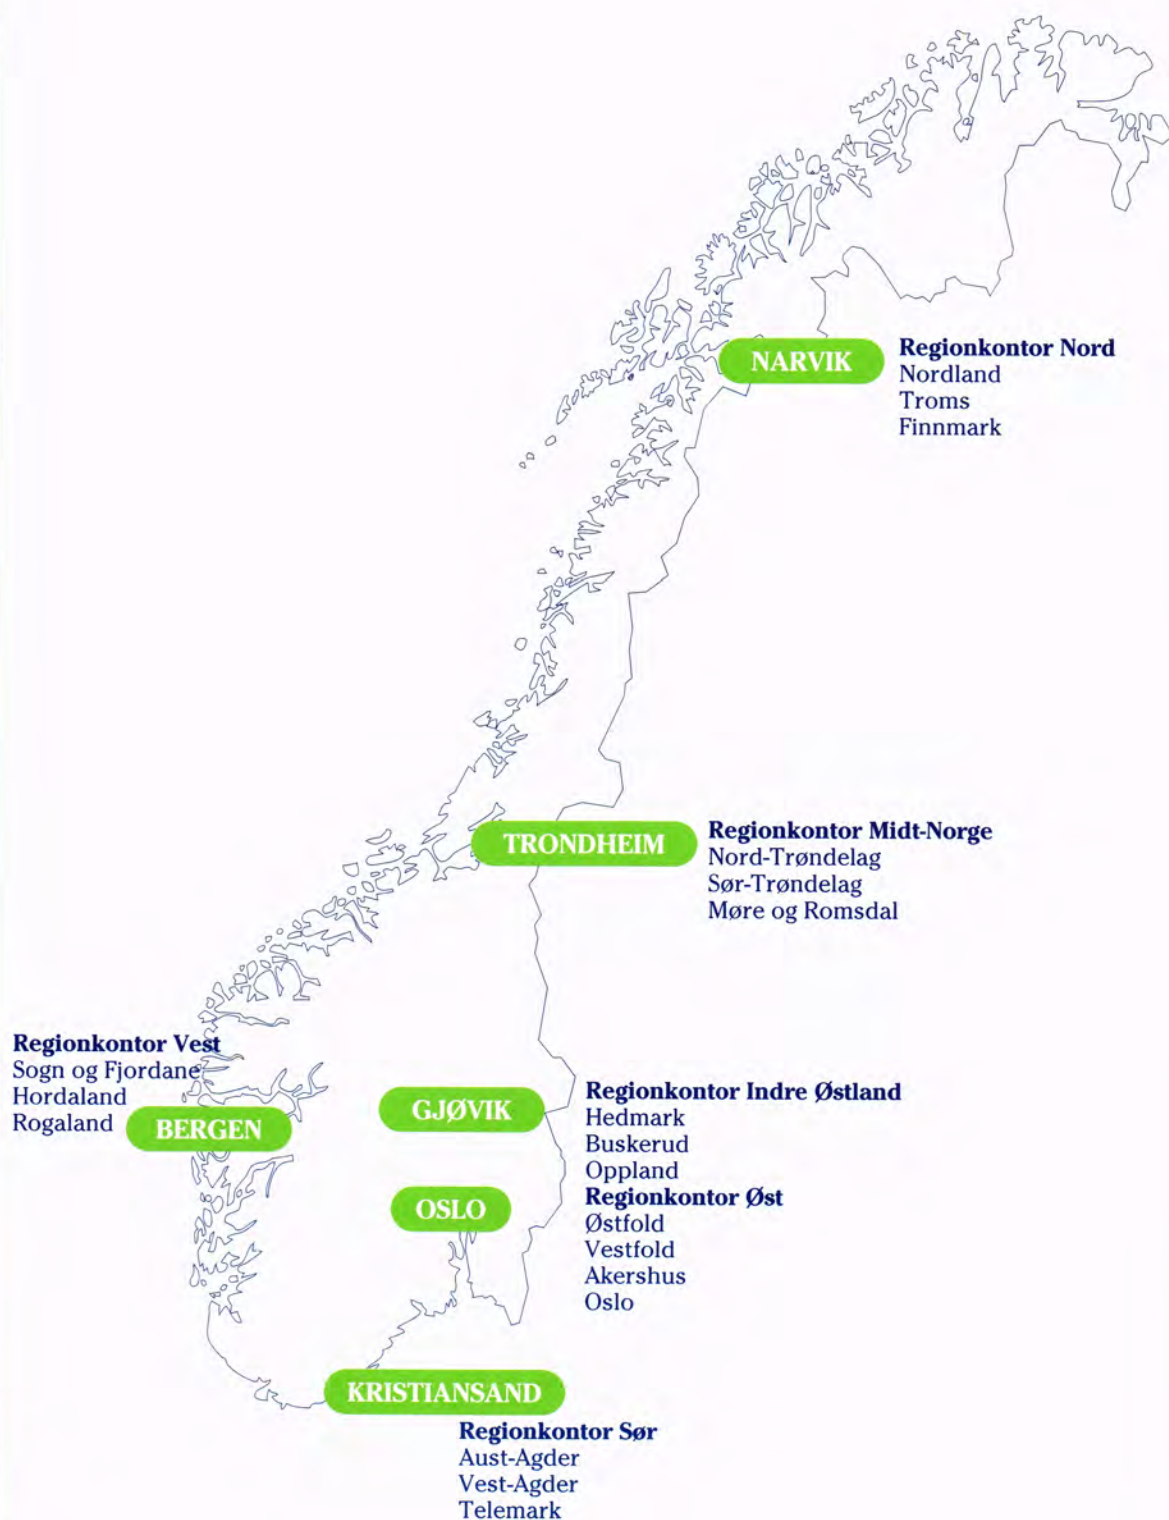 NARVIK
Regionkontor Nord
Nordland
Troms
Finnmark
TRONDHEIM
Regionkontor Midt-Norge
Nord-Trøndelag
Sør-Trøndelag
Møre og Romsdal
Regionkontor Vest
Sogn og Fjordane
Hordaland
Rogaland
BERGEN
GJØVIK
Regionkontor Indre Østland
Hedmark
Buskerud
Oppland
OSLO
Regionkontor Øst
Østfold
Vestfold
Akershus
Oslo
KRISTIANSAND
Regionkontor Sør
Aust-Agder
Vest-Agder
Telemark